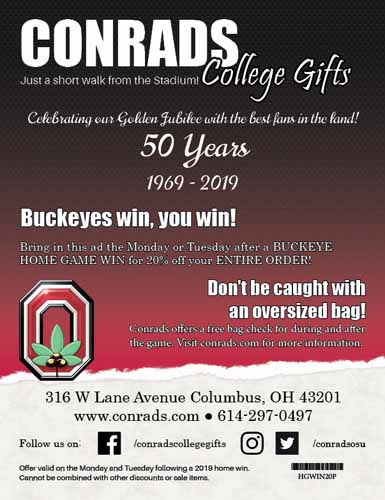 CONRADS
College Gifts
Just a short walk from the Stadium!
Celebrating our Golden Jubilee with the best fans in the land!
50 Years
1969 - 2019
Buckeyes win, you win!
Bring in this ad the Monday or Tuesday after a BUCKEYE
HOME GAME WIN for 20% off your ENTIRE ORDER!
Don't be caught with
an oversized bag!
Conrads offers a free bag check for during and after
the game. Visit conrads.com for more information.
316 W Lane Avenue Columbus, OH 43201
www.conrads.com ● 614-297-0497
Follow us on: /conradscollegegifts /conradsosu
Offer valid on the Monday and Tuesday following a 2019 home win.
Cannot be combined with other discounts or sale items.
HGWIN20P